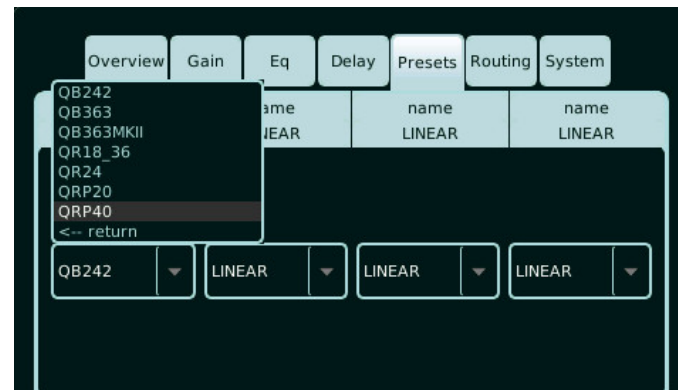 Overview Gain Eq Delay Presets Routing System
QB242
QB363
QB363MKII
QR18_36
QR24
QRP20
QRP40
<-- return
name name
LINEAR LINEAR
QB242 LINEAR LINEAR LINEAR